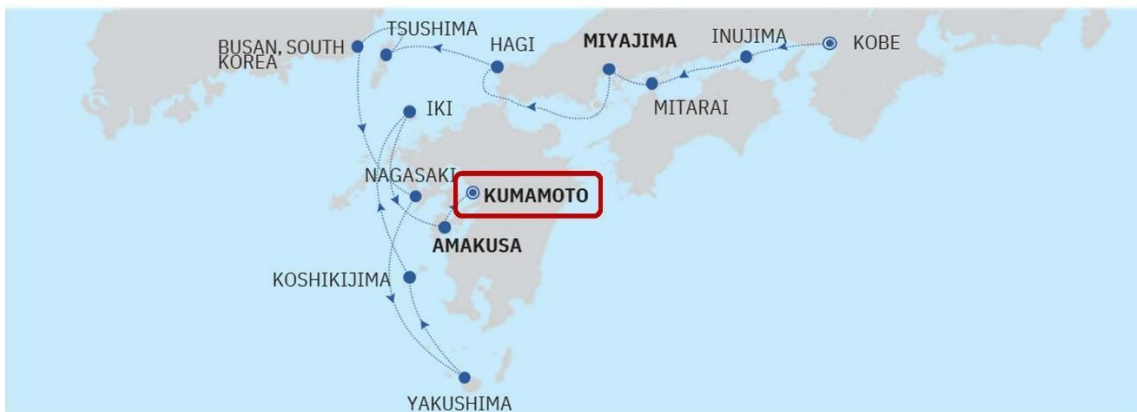 TSUSHIMA
BUSAN, SOUTH
KOREA
HAGI
MIYAJIMA
INUJIMA
KOBE
MITARAI
IKI
NAGASAKI
KUMAMOTO
AMAKUSA
KOSHIKIJIMA
YAKUSHIMA